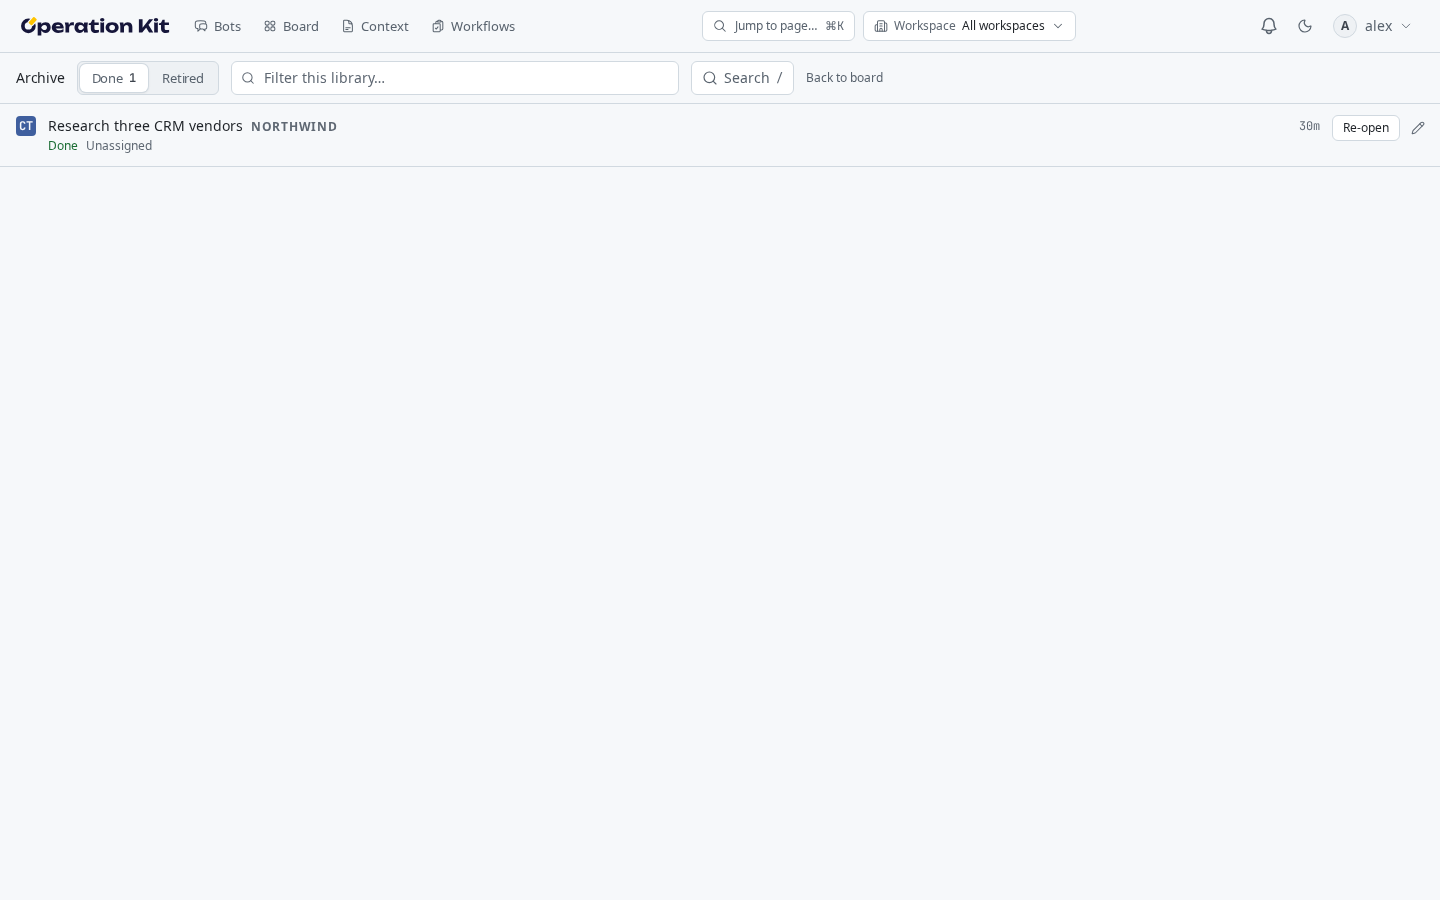 Operation Kit
Bots
Board
Context
Workflows
Jump to page... ⌘K
Workspace All workspaces
A alex
Archive
Done 1
Retired
Filter this library...
Search /
Back to board
CT Research three CRM vendors NORTHWIND
30m
Re-open
Done Unassigned